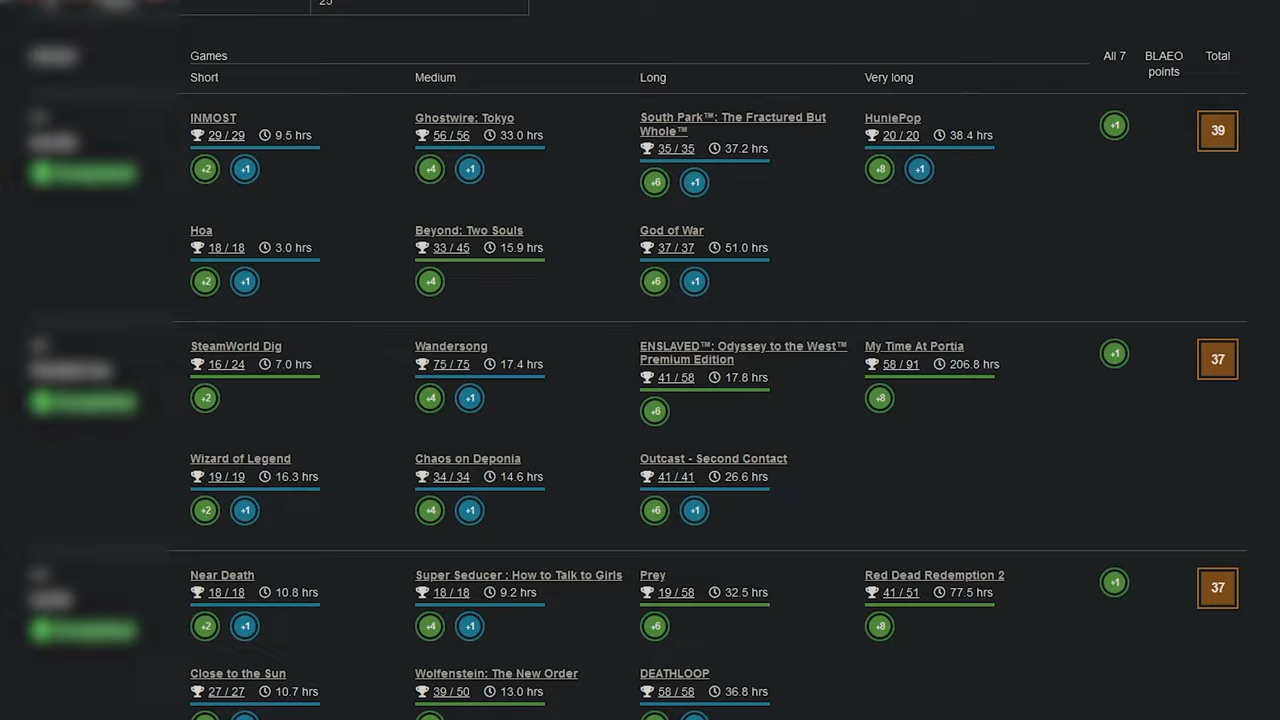 25
Games All 7 BLAEO points Total
Short Medium Long Very long
INMOST Ghostwire: Tokyo South Park™: The Fractured But Whole™ HuniePop
29 / 29 9.5 hrs 56 / 56 33.0 hrs 35 / 35 37.2 hrs 20 / 20 38.4 hrs
+2 +1 +4 +1 +6 +1 +8 +1 +1 39
Hoa Beyond: Two Souls God of War
18 / 18 3.0 hrs 33 / 45 15.9 hrs 37 / 37 51.0 hrs
+2 +1 +4 +6 +1
SteamWorld Dig Wandersong ENSLAVED™: Odyssey to the West™ Premium Edition My Time At Portia
16 / 24 7.0 hrs 75 / 75 17.4 hrs 41 / 58 17.8 hrs 58 / 91 206.8 hrs
+2 +4 +1 +6 +8 +1 37
Wizard of Legend Chaos on Deponia Outcast - Second Contact
19 / 19 16.3 hrs 34 / 34 14.6 hrs 41 / 41 26.6 hrs
+2 +1 +4 +1 +6 +1
Near Death Super Seducer : How to Talk to Girls Prey Red Dead Redemption 2
18 / 18 10.8 hrs 18 / 18 9.2 hrs 19 / 58 32.5 hrs 41 / 51 77.5 hrs
+2 +1 +4 +1 +6 +8 +1 37
Close to the Sun Wolfenstein: The New Order DEATHLOOP
27 / 27 10.7 hrs 39 / 50 13.0 hrs 58 / 58 36.8 hrs